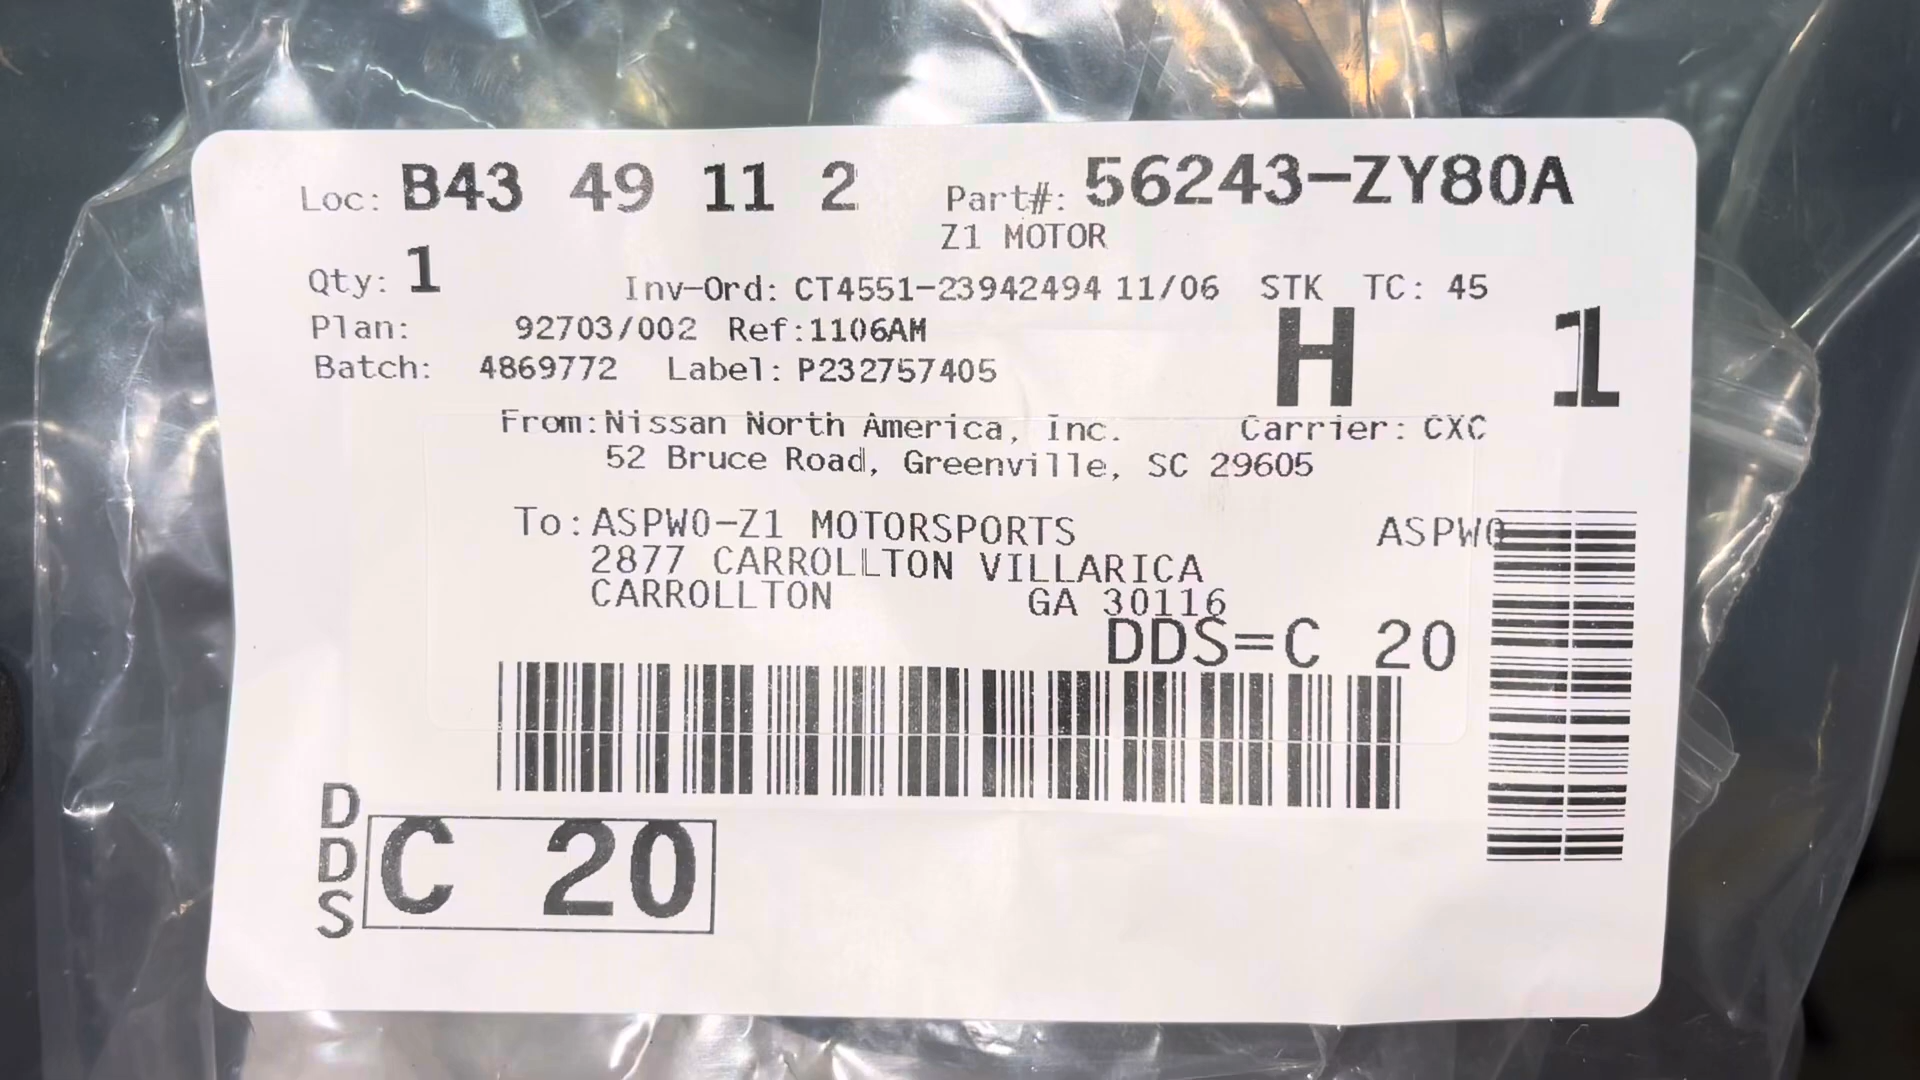 Loc: B43 49 11 2 Part#: 56243-ZY80A
Z1 MOTOR
Qty: 1 Inv-Ord: CT4551-23942494 11/06 STK TC: 45
Plan: 92703/002 Ref:1106AM H 1
Batch: 4869772 Label: P232757405
From: Nissan North America, Inc. Carrier: CXC
52 Bruce Road, Greenville, SC 29605
To: ASPW0-Z1 MOTORSPORTS ASPW0
2877 CARROLLTON VILLARICA
CARROLLTON GA 30116
DDS=C 20
DDS C 20